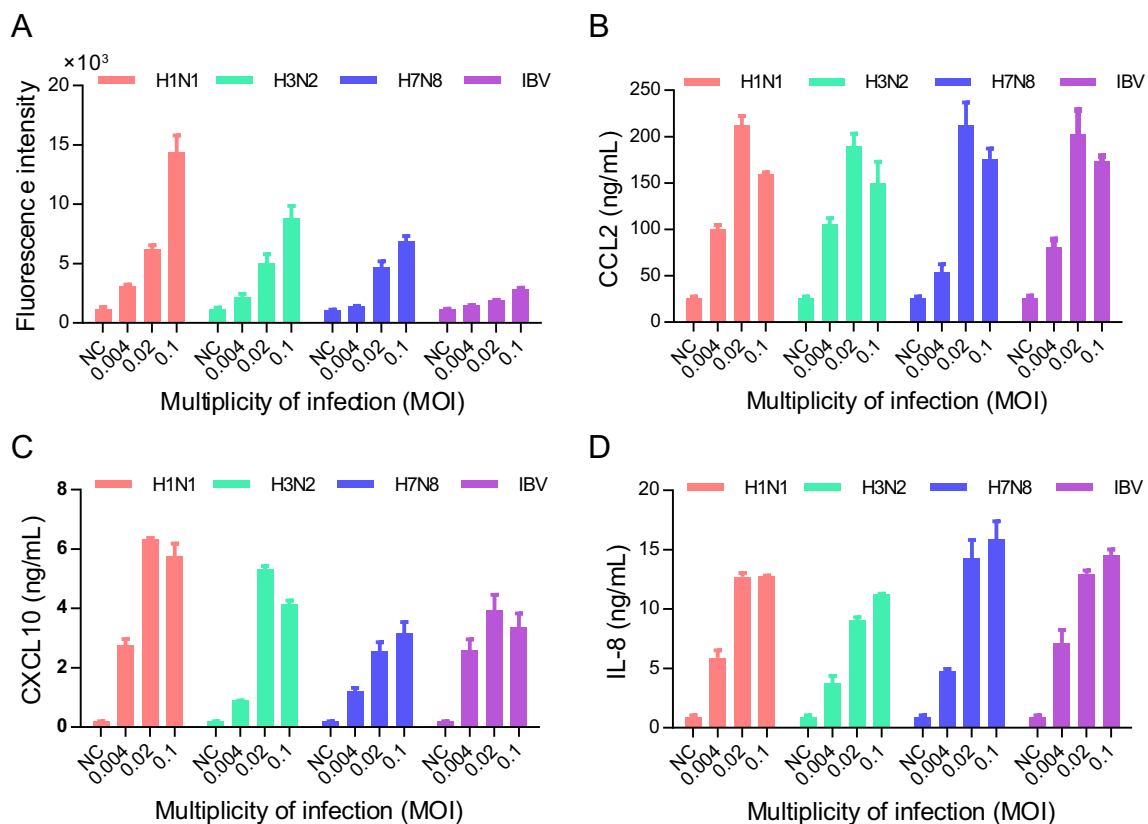 A
×10³
H1N1 H3N2 H7N8 IBV
20
15
10
5
0
Fluorescence intensity
NC 0.004 0.02 0.1 NC 0.004 0.02 0.1 NC 0.004 0.02 0.1 NC 0.004 0.02 0.1
Multiplicity of infection (MOI)
B
H1N1 H3N2 H7N8 IBV
250
200
150
100
50
0
CCL2 (ng/mL)
NC 0.004 0.02 0.1 NC 0.004 0.02 0.1 NC 0.004 0.02 0.1 NC 0.004 0.02 0.1
Multiplicity of infection (MOI)
C
H1N1 H3N2 H7N8 IBV
8
6
4
2
0
CXCL10 (ng/mL)
NC 0.004 0.02 0.1 NC 0.004 0.02 0.1 NC 0.004 0.02 0.1 NC 0.004 0.02 0.1
Multiplicity of infection (MOI)
D
H1N1 H3N2 H7N8 IBV
20
15
10
5
0
IL-8 (ng/mL)
NC 0.004 0.02 0.1 NC 0.004 0.02 0.1 NC 0.004 0.02 0.1 NC 0.004 0.02 0.1
Multiplicity of infection (MOI)